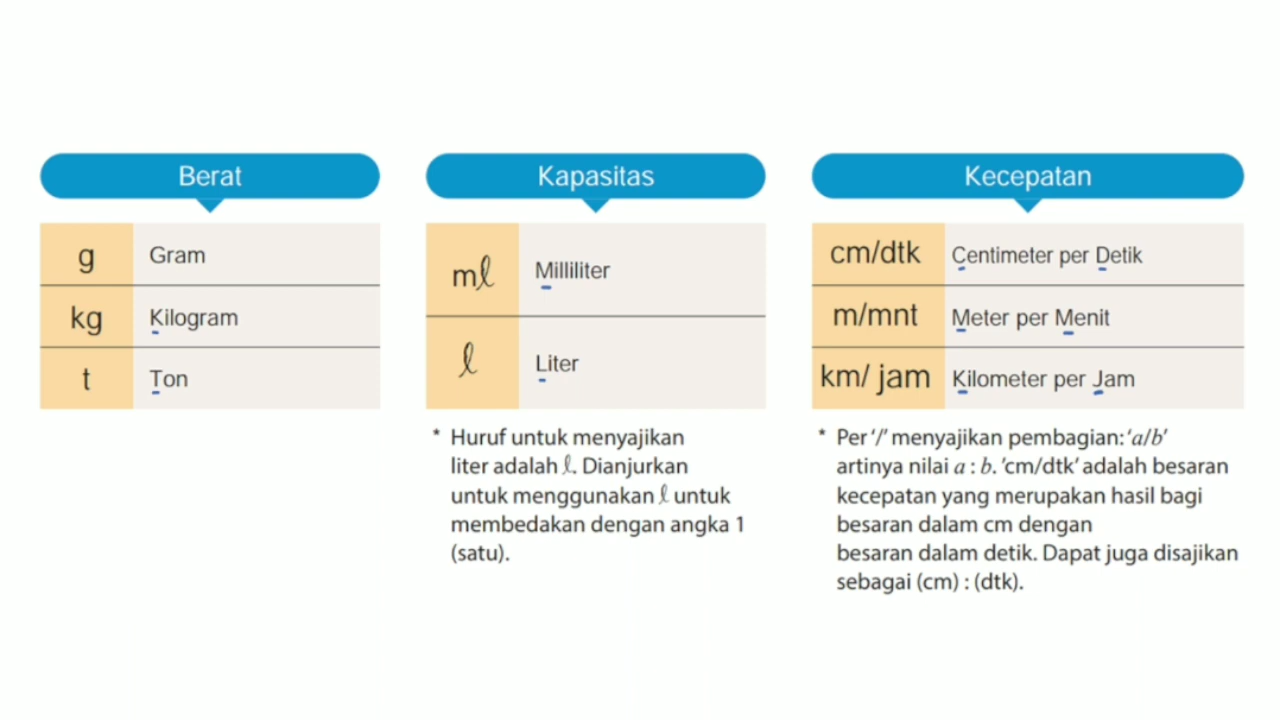 Berat
g Gram
kg Kilogram
t Ton
Kapasitas
mℓ Milliliter
ℓ Liter
* Huruf untuk menyajikan
liter adalah ℓ. Dianjurkan
untuk menggunakan ℓ untuk
membedakan dengan angka 1
(satu).
Kecepatan
cm/dtk Centimeter per Detik
m/mnt Meter per Menit
km/ jam Kilometer per Jam
* Per ‘/’ menyajikan pembagian: ‘a/b’
artinya nilai a : b. ‘cm/dtk’ adalah besaran
kecepatan yang merupakan hasil bagi
besaran dalam cm dengan
besaran dalam detik. Dapat juga disajikan
sebagai (cm) : (dtk).